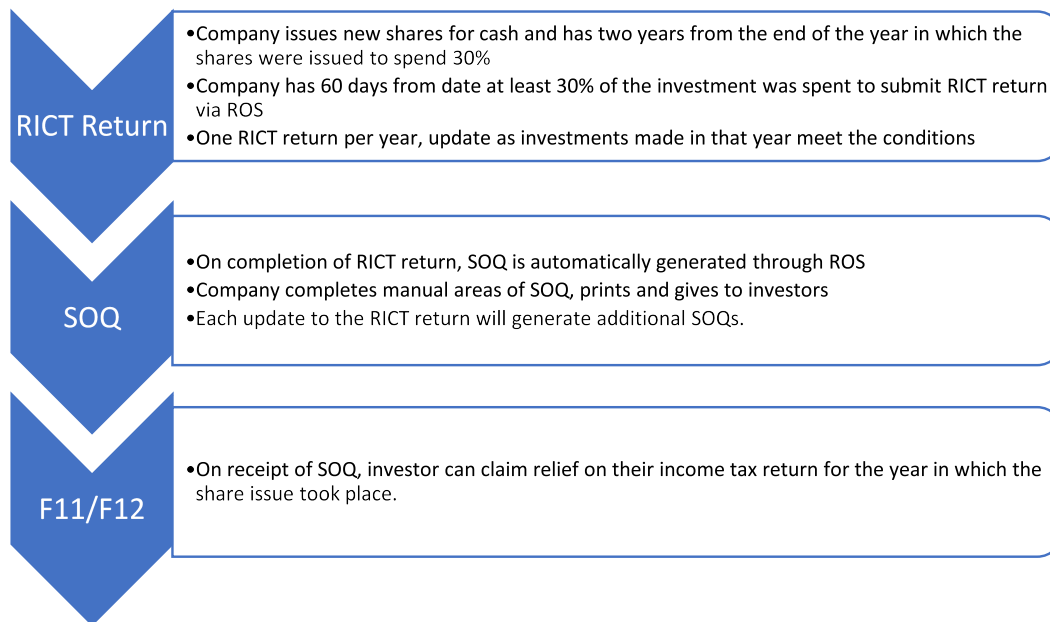 RICT Return
•Company issues new shares for cash and has two years from the end of the year in which the
shares were issued to spend 30%
•Company has 60 days from date at least 30% of the investment was spent to submit RICT return
via ROS
•One RICT return per year, update as investments made in that year meet the conditions
SOQ
•On completion of RICT return, SOQ is automatically generated through ROS
•Company completes manual areas of SOQ, prints and gives to investors
•Each update to the RICT return will generate additional SOQs.
F11/F12
•On receipt of SOQ, investor can claim relief on their income tax return for the year in which the
share issue took place.